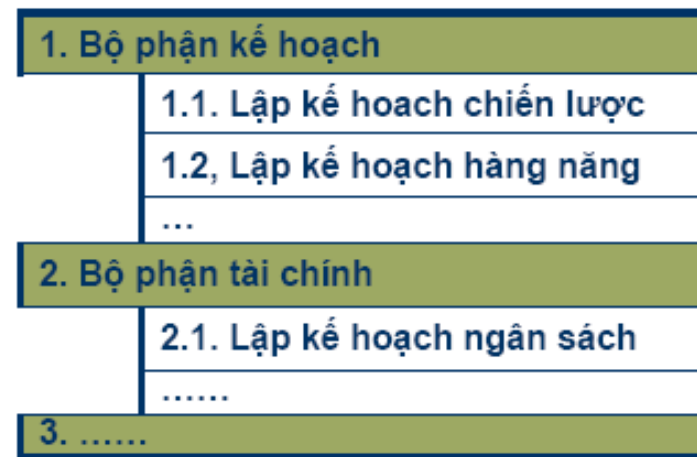 1. Bộ phận kế hoạch
1.1. Lập kế hoach chiến lược
1.2, Lập kế hoạch hàng năng
...
2. Bộ phận tài chính
2.1. Lập kế hoạch ngân sách
......
3. ......